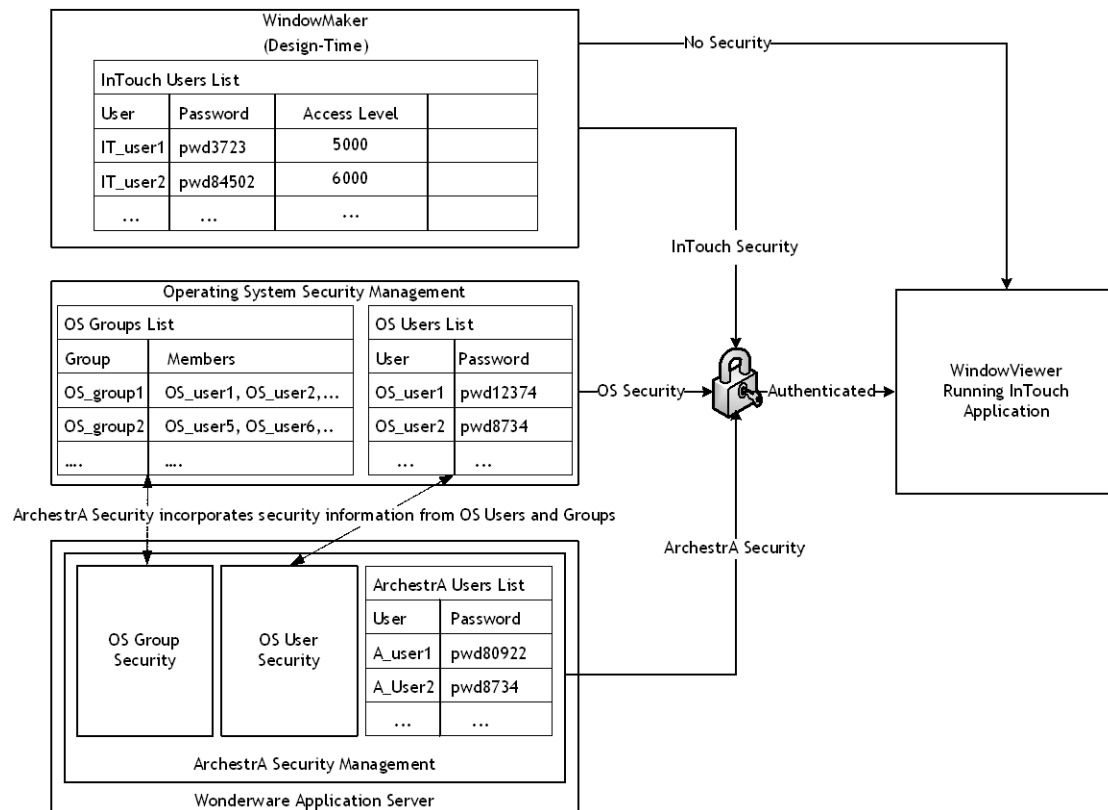 WindowMaker
(Design-Time)
No Security
InTouch Users List
User Password Access Level
IT_user1 pwd3723 5000
IT_user2 pwd84502 6000
... ... ...
InTouch Security
Operating System Security Management
OS Groups List
Group Members
OS_group1 OS_user1, OS_user2,...
OS_group2 OS_user5, OS_user6,..
.... ....
OS Users List
User Password
OS_user1 pwd12374
OS_user2 pwd8734
... ...
OS Security
Authenticated
WindowViewer
Running InTouch
Application
ArchestrA Security incorporates security information from OS Users and Groups
ArchestrA Security
OS Group
Security
OS User
Security
ArchestrA Users List
User Password
A_user1 pwd80922
A_User2 pwd8734
... ...
ArchestrA Security Management
Wonderware Application Server